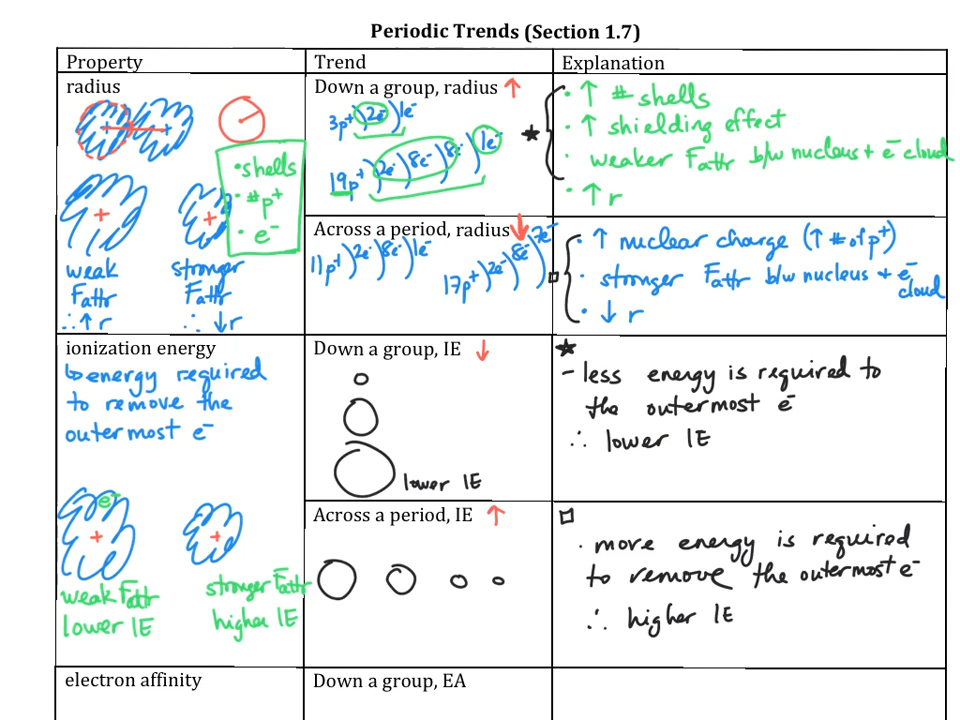 Periodic Trends (Section 1.7)
Property
Trend
Explanation
radius
• shells
• # p⁺
• e⁻
weak
Fattr
∴ ↑ r
stronger
Fattr
∴ ↓ r
Down a group, radius ↑
3p⁺ ) 2e⁻ ) 1e⁻
19p⁺ ) 2e⁻ ) 8e⁻ ) 8e⁻ ) 1e⁻
★
• ↑ # shells
• ↑ shielding effect
• weaker Fattr b/w nucleus + e⁻ cloud
• ↑ r
Across a period, radius ↓
11p⁺ ) 2e⁻ ) 8e⁻ ) 1e⁻
17p⁺ ) 2e⁻ ) 8e⁻ ) 7e⁻
• ↑ nuclear charge (↑ # of p⁺)
• stronger Fattr b/w nucleus + e⁻
cloud
• ↓ r
ionization energy
↳ energy required
to remove the
outermost e⁻
e⁻
weak Fattr
lower IE
stronger Fattr
higher IE
Down a group, IE ↓
lower IE
★
- less energy is required to
the outermost e⁻
∴ lower IE
Across a period, IE ↑
• more energy is required
to remove the outermost e⁻
∴ higher IE
electron affinity
Down a group, EA